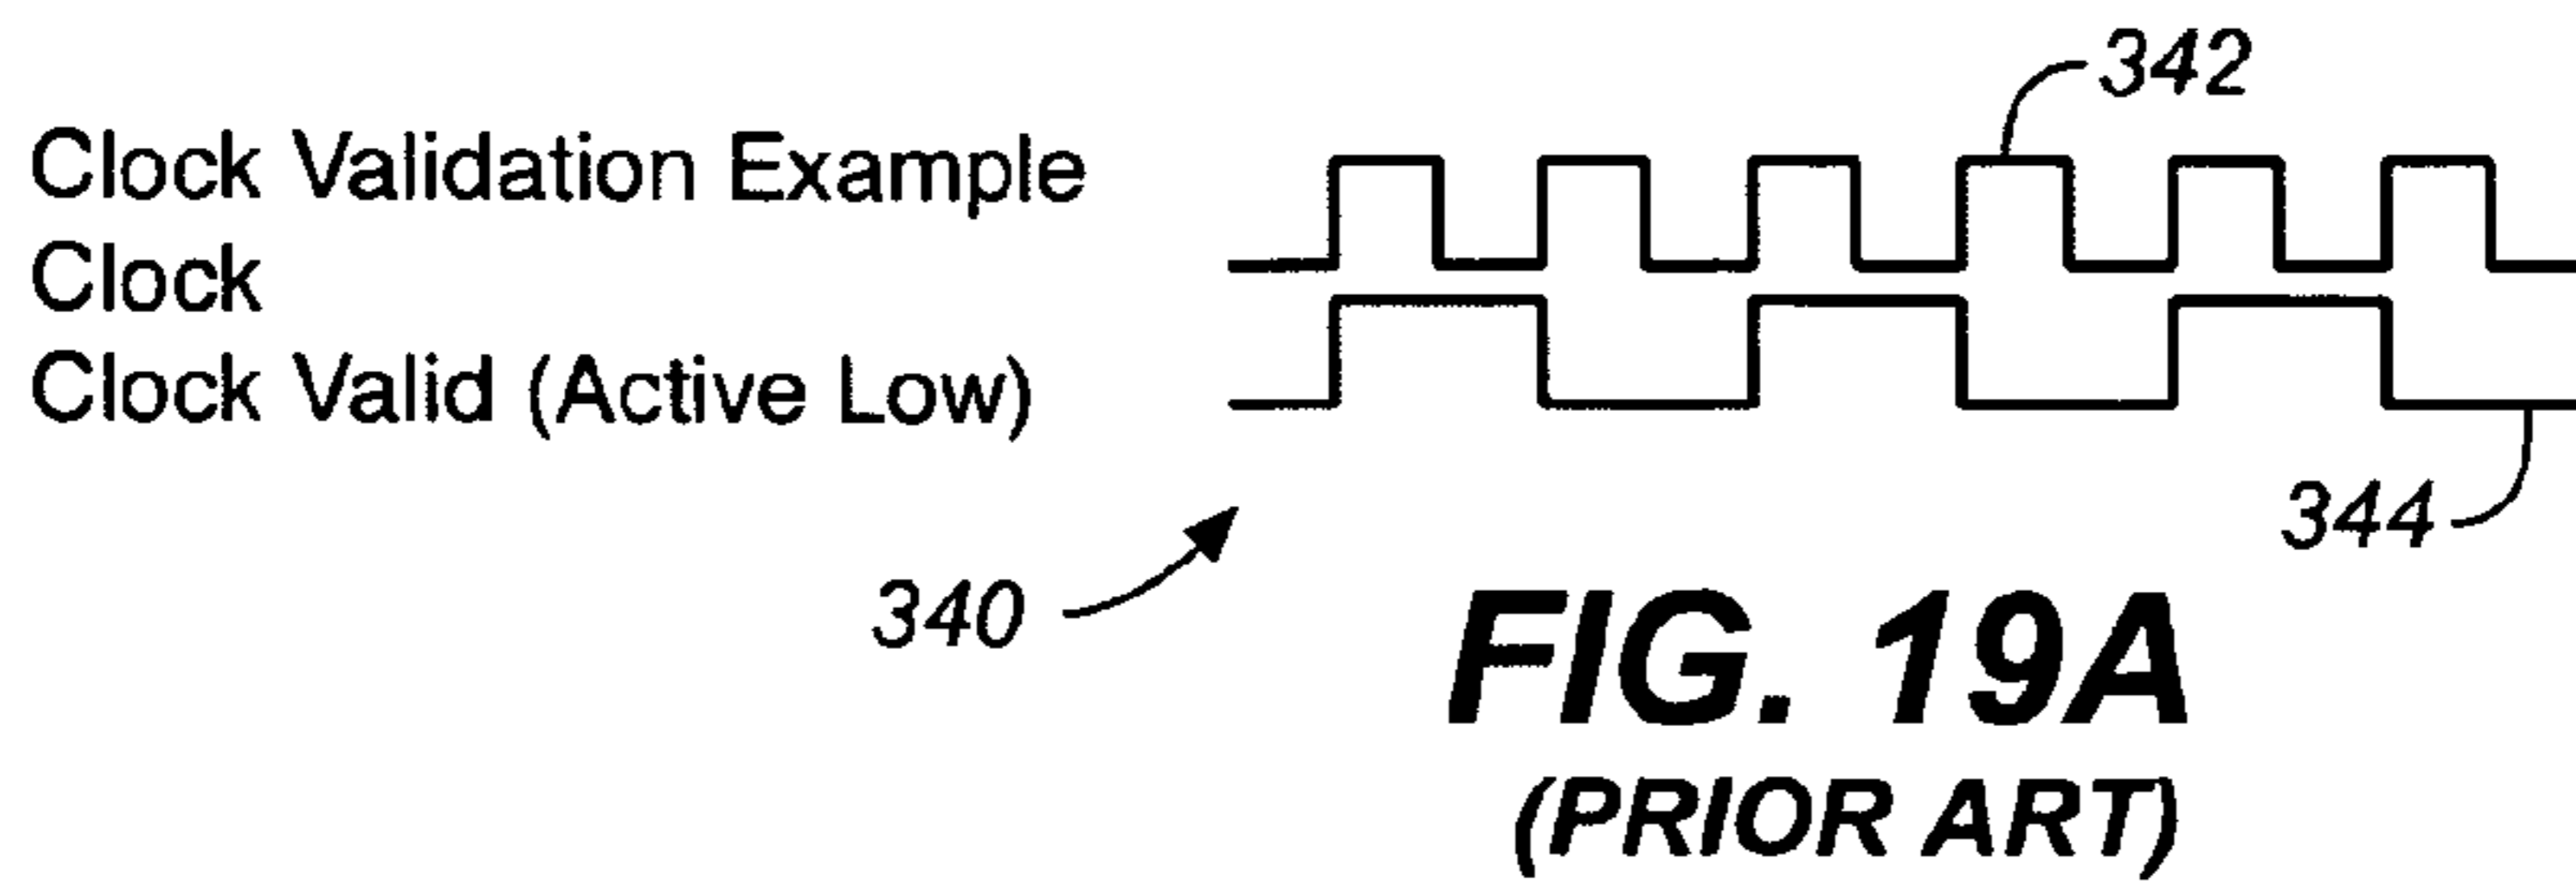 342
Clock Validation Example
Clock
Clock Valid (Active Low)
344
340
FIG. 19A
(PRIOR ART)